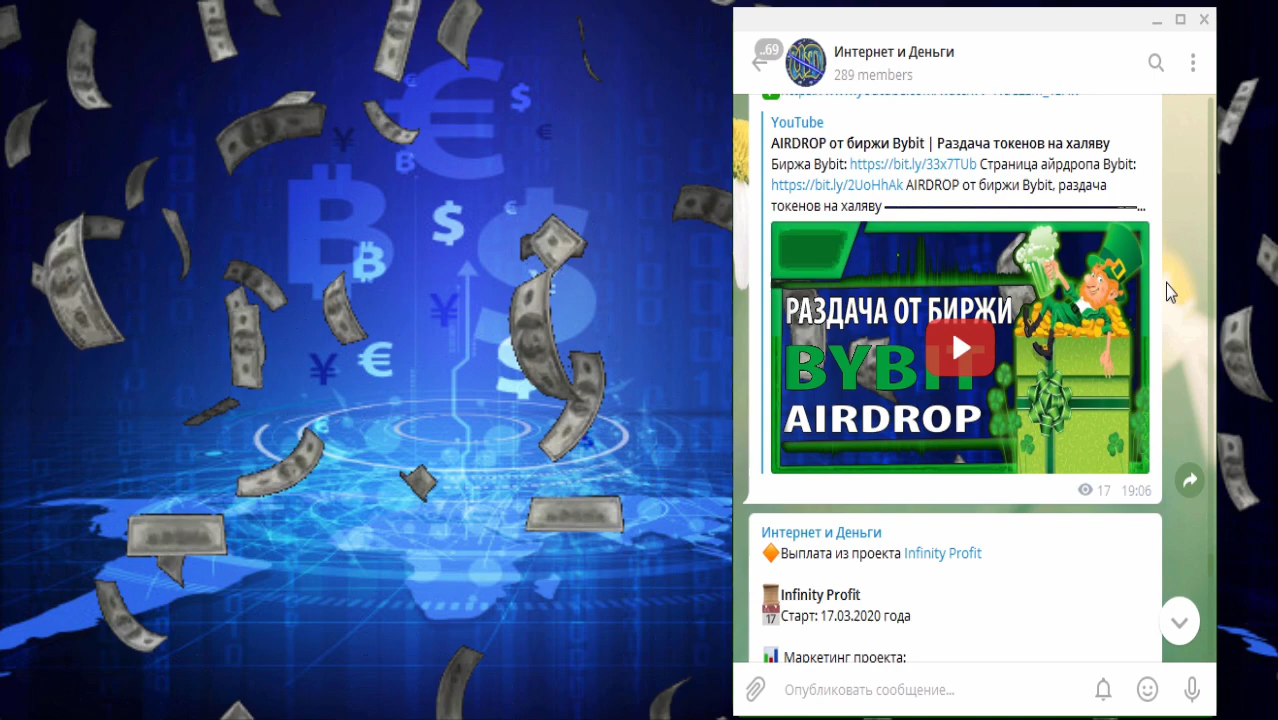 ..69
Интернет и Деньги
289 members
YouTube
AIRDROP от биржи Bybit | Раздача токенов на халяву
Биржа Bybit: https://bit.ly/33x7TUb Страница айрдропа Bybit:
https://bit.ly/2UoHhAk AIRDROP от биржи Bybit, раздача
токенов на халяву ————————————————...
РАЗДАЧА ОТ БИРЖИ
BYBIT
AIRDROP
17 19:06
Интернет и Деньги
Выплата из проекта Infinity Profit
Infinity Profit
17
Старт: 17.03.2020 года
Маркетинг проекта:
Опубликовать сообщение...